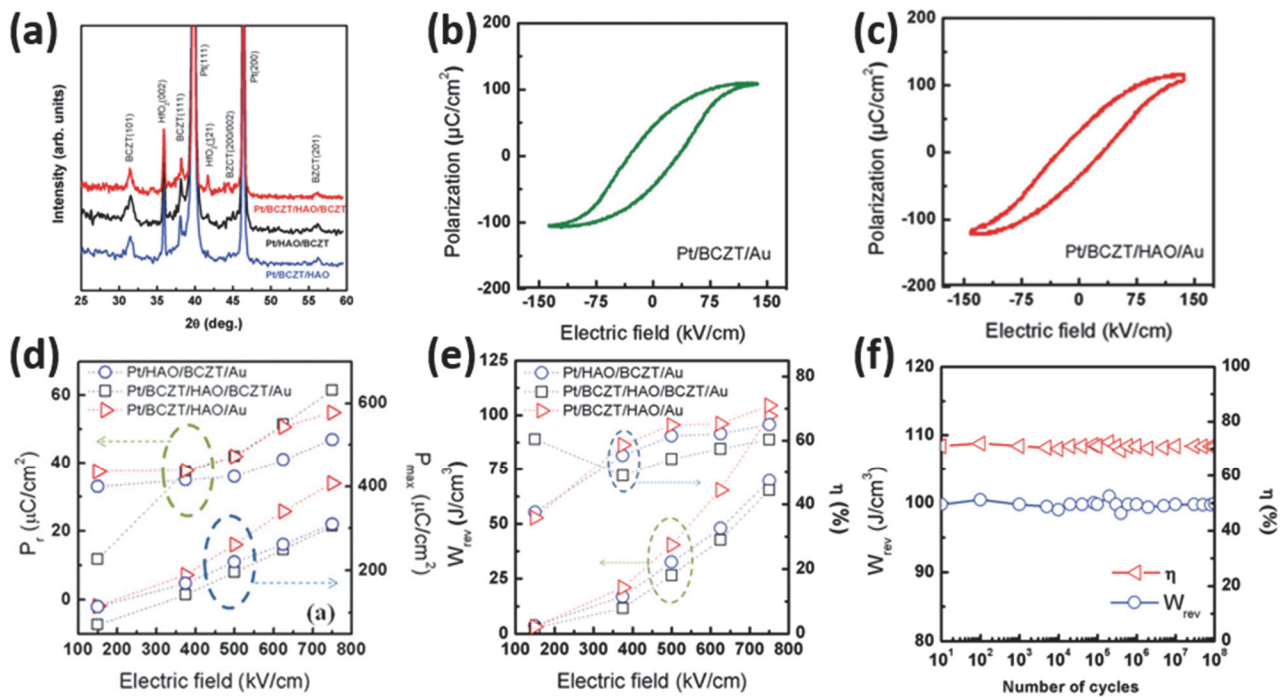 (a)
Intensity (arb. units)
BCZT(101)
HfO2(002)
BCZT(111)
Pt(111)
HfO2(121)
BZCT(200/002)
Pt(200)
BZCT(201)
Pt/BCZT/HAO/BCZT
Pt/HAO/BCZT
Pt/BCZT/HAO
25 30 35 40 45 50 55 60
2θ (deg.)
(b)
Polarization (µC/cm²)
200
100
0
-100
-200
Pt/BCZT/Au
-150 -75 0 75 150
Electric field (kV/cm)
(c)
Polarization (µC/cm²)
200
100
0
-100
-200
Pt/BCZT/HAO/Au
-150 -75 0 75 150
Electric field (kV/cm)
(d)
Pr (µC/cm²)
60
40
20
0
Pt/HAO/BCZT/Au
Pt/BCZT/HAO/BCZT/Au
Pt/BCZT/HAO/Au
600
400
200
Pmax (µC/cm²)
(a)
100 200 300 400 500 600 700 800
Electric field (kV/cm)
(e)
Wrev (J/cm³)
125
100
75
50
25
0
Pt/HAO/BCZT/Au
Pt/BCZT/HAO/BCZT/Au
Pt/BCZT/HAO/Au
80
60
40
20
0
η (%)
100 200 300 400 500 600 700 800
Electric field (kV/cm)
(f)
Wrev (J/cm³)
120
110
100
90
80
100
80
60
40
20
0
η (%)
η
Wrev
10¹ 10² 10³ 10⁴ 10⁵ 10⁶ 10⁷ 10⁸
Number of cycles